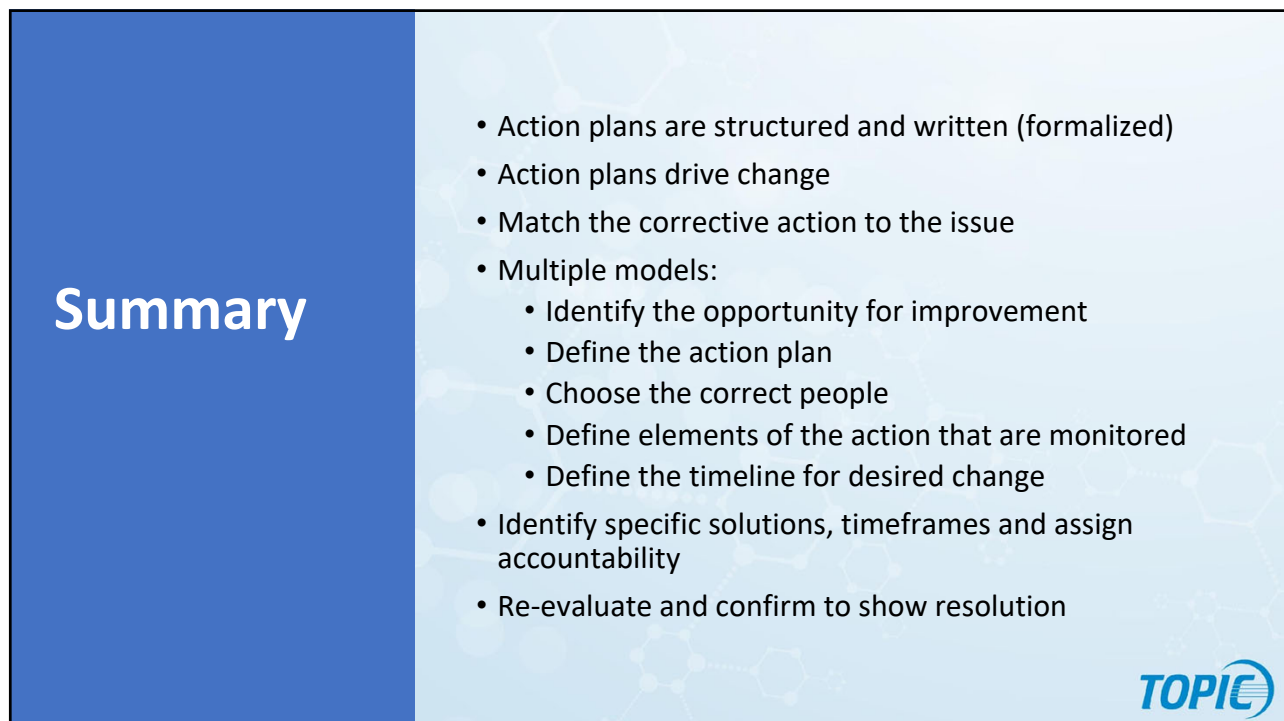 Summary
• Action plans are structured and written (formalized)
• Action plans drive change
• Match the corrective action to the issue
• Multiple models:
• Identify the opportunity for improvement
• Define the action plan
• Choose the correct people
• Define elements of the action that are monitored
• Define the timeline for desired change
• Identify specific solutions, timeframes and assign
accountability
• Re-evaluate and confirm to show resolution
TOPIC